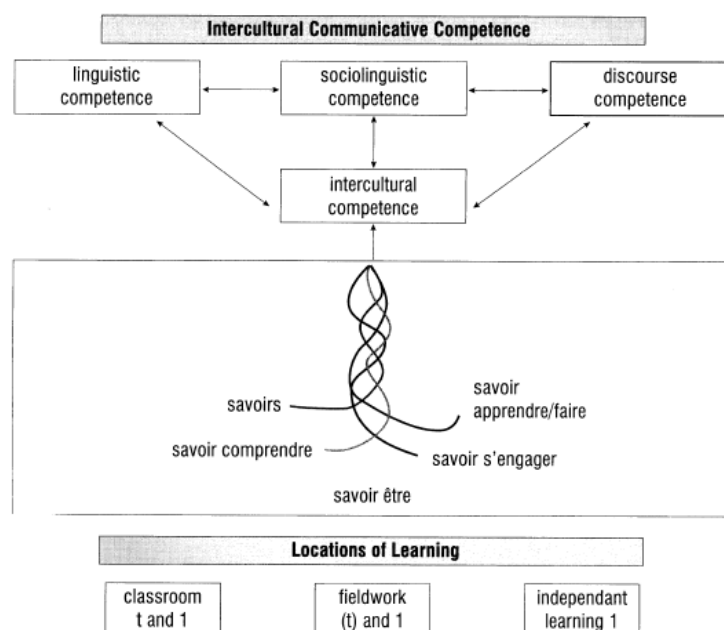 Intercultural Communicative Competence
linguistic
competence
sociolinguistic
competence
discourse
competence
intercultural
competence
savoirs
savoir
apprendre/faire
savoir comprendre
savoir s'engager
savoir être
Locations of Learning
classroom
t and 1
fieldwork
(t) and 1
independant
learning 1